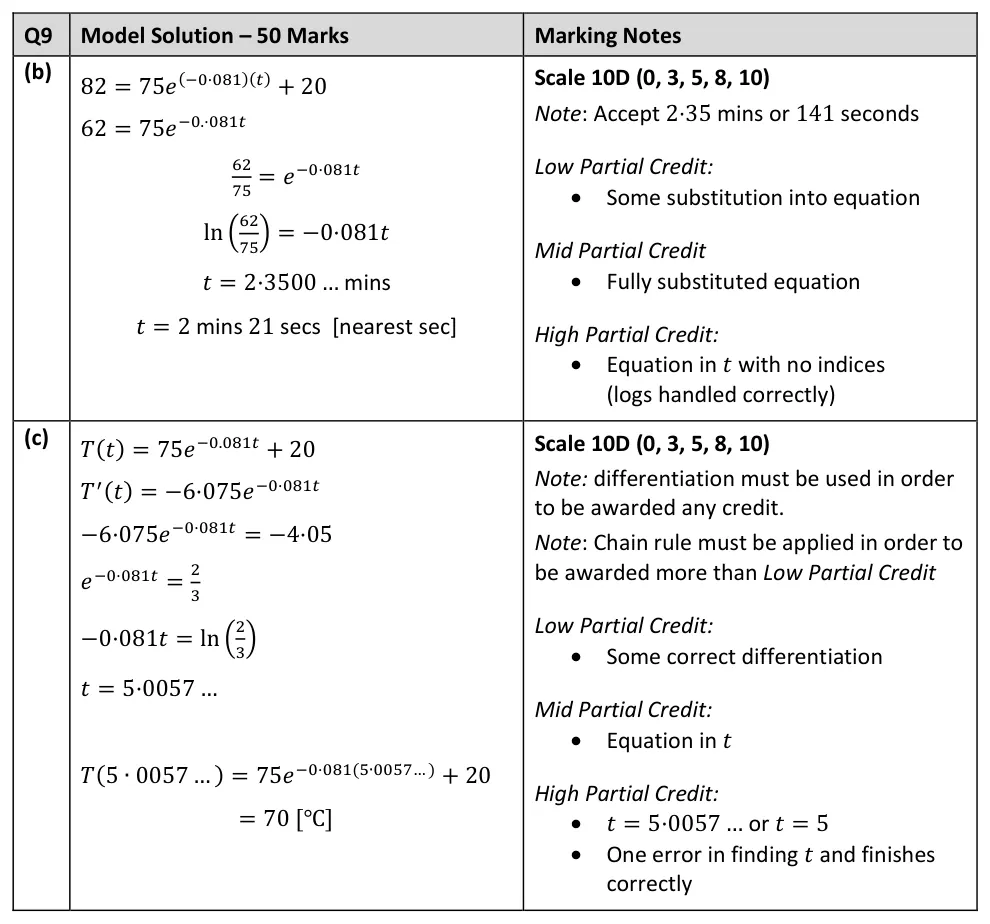 Q9 Model Solution – 50 Marks Marking Notes
(b)
82 = 75e^(−0·081)(t) + 20
62 = 75e^−0.·081t
62/75 = e^−0·081t
ln (62/75) = −0·081t
t = 2·3500 … mins
t = 2 mins 21 secs [nearest sec]
Scale 10D (0, 3, 5, 8, 10)
Note: Accept 2·35 mins or 141 seconds
Low Partial Credit:
• Some substitution into equation
Mid Partial Credit
• Fully substituted equation
High Partial Credit:
• Equation in t with no indices
(logs handled correctly)
(c)
T(t) = 75e^−0.081t + 20
T′(t) = −6·075e^−0·081t
−6·075e^−0·081t = −4·05
e^−0·081t = 2/3
−0·081t = ln (2/3)
t = 5·0057 …
T(5 · 0057 … ) = 75e^−0·081(5·0057…) + 20
= 70 [°C]
Scale 10D (0, 3, 5, 8, 10)
Note: differentiation must be used in order
to be awarded any credit.
Note: Chain rule must be applied in order to
be awarded more than Low Partial Credit
Low Partial Credit:
• Some correct differentiation
Mid Partial Credit:
• Equation in t
High Partial Credit:
• t = 5·0057 … or t = 5
• One error in finding t and finishes
correctly